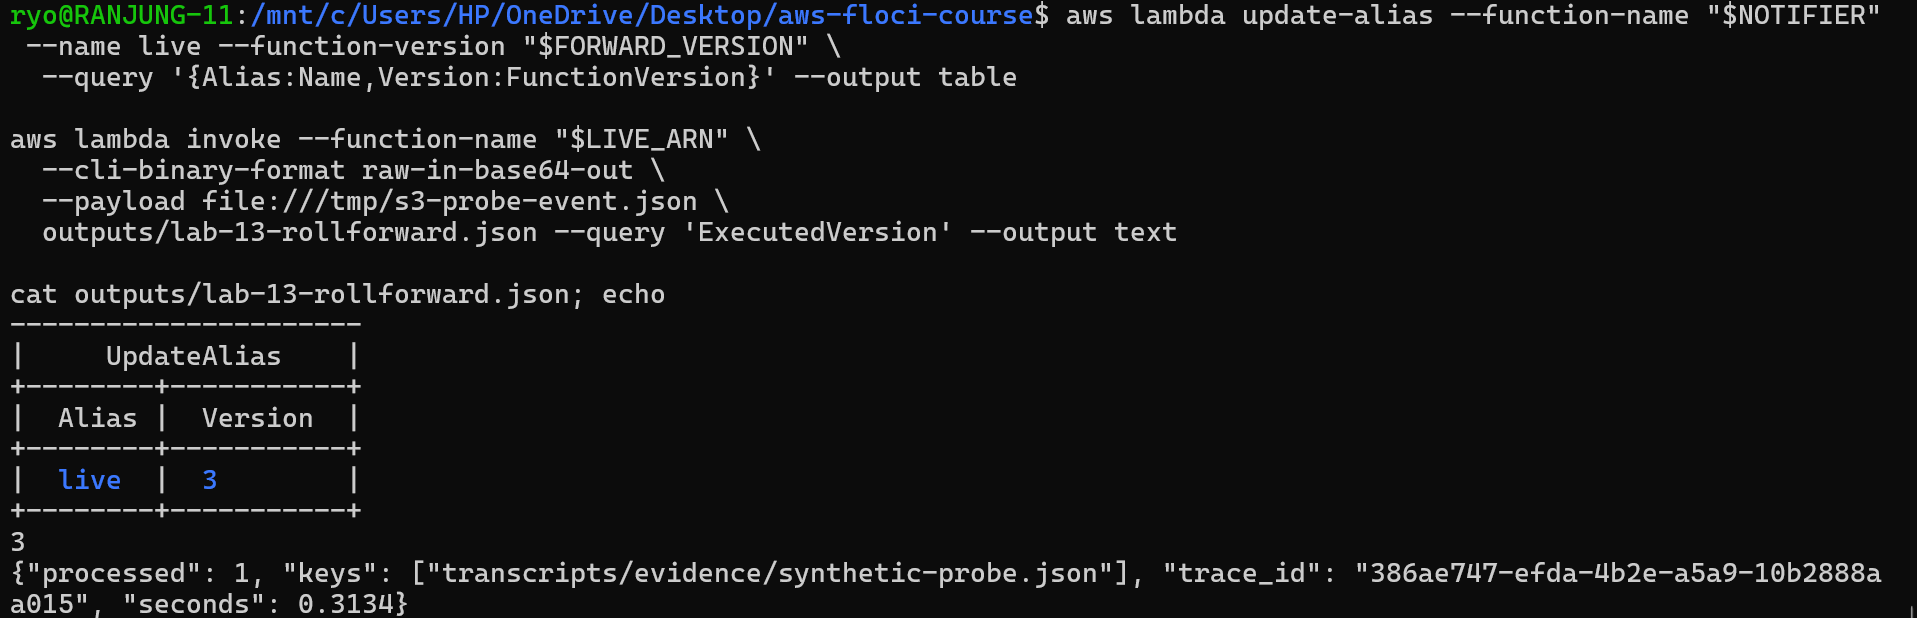 ryo@RANJUNG-11:/mnt/c/Users/HP/OneDrive/Desktop/aws-floci-course$ aws lambda update-alias --function-name "$NOTIFIER"
 --name live --function-version "$FORWARD_VERSION" \
  --query '{Alias:Name,Version:FunctionVersion}' --output table

aws lambda invoke --function-name "$LIVE_ARN" \
  --cli-binary-format raw-in-base64-out \
  --payload file:///tmp/s3-probe-event.json \
  outputs/lab-13-rollforward.json --query 'ExecutedVersion' --output text

cat outputs/lab-13-rollforward.json; echo
----------------------
|     UpdateAlias    |
+--------+-----------+
|  Alias |  Version  |
+--------+-----------+
|  live  |  3        |
+--------+-----------+
3
{"processed": 1, "keys": ["transcripts/evidence/synthetic-probe.json"], "trace_id": "386ae747-efda-4b2e-a5a9-10b2888a
a015", "seconds": 0.3134}